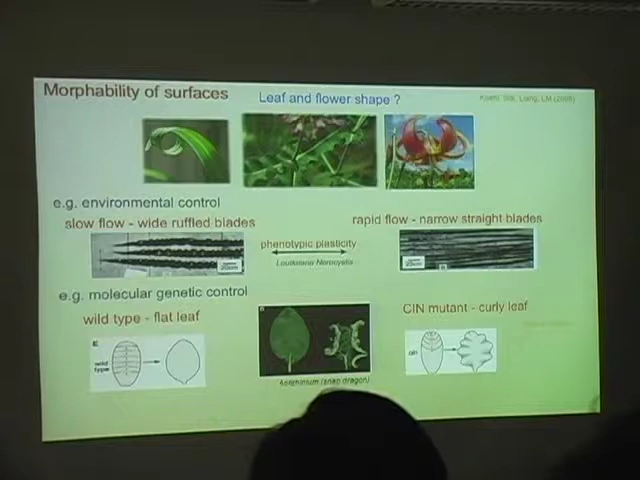 Morphability of surfaces
Leaf and flower shape ?
e.g. environmental control
slow flow - wide ruffled blades
rapid flow - narrow straight blades
phenotypic plasticity
e.g. molecular genetic control
wild type - flat leaf
CIN mutant - curly leaf
wild
type
cin
(snap dragon)